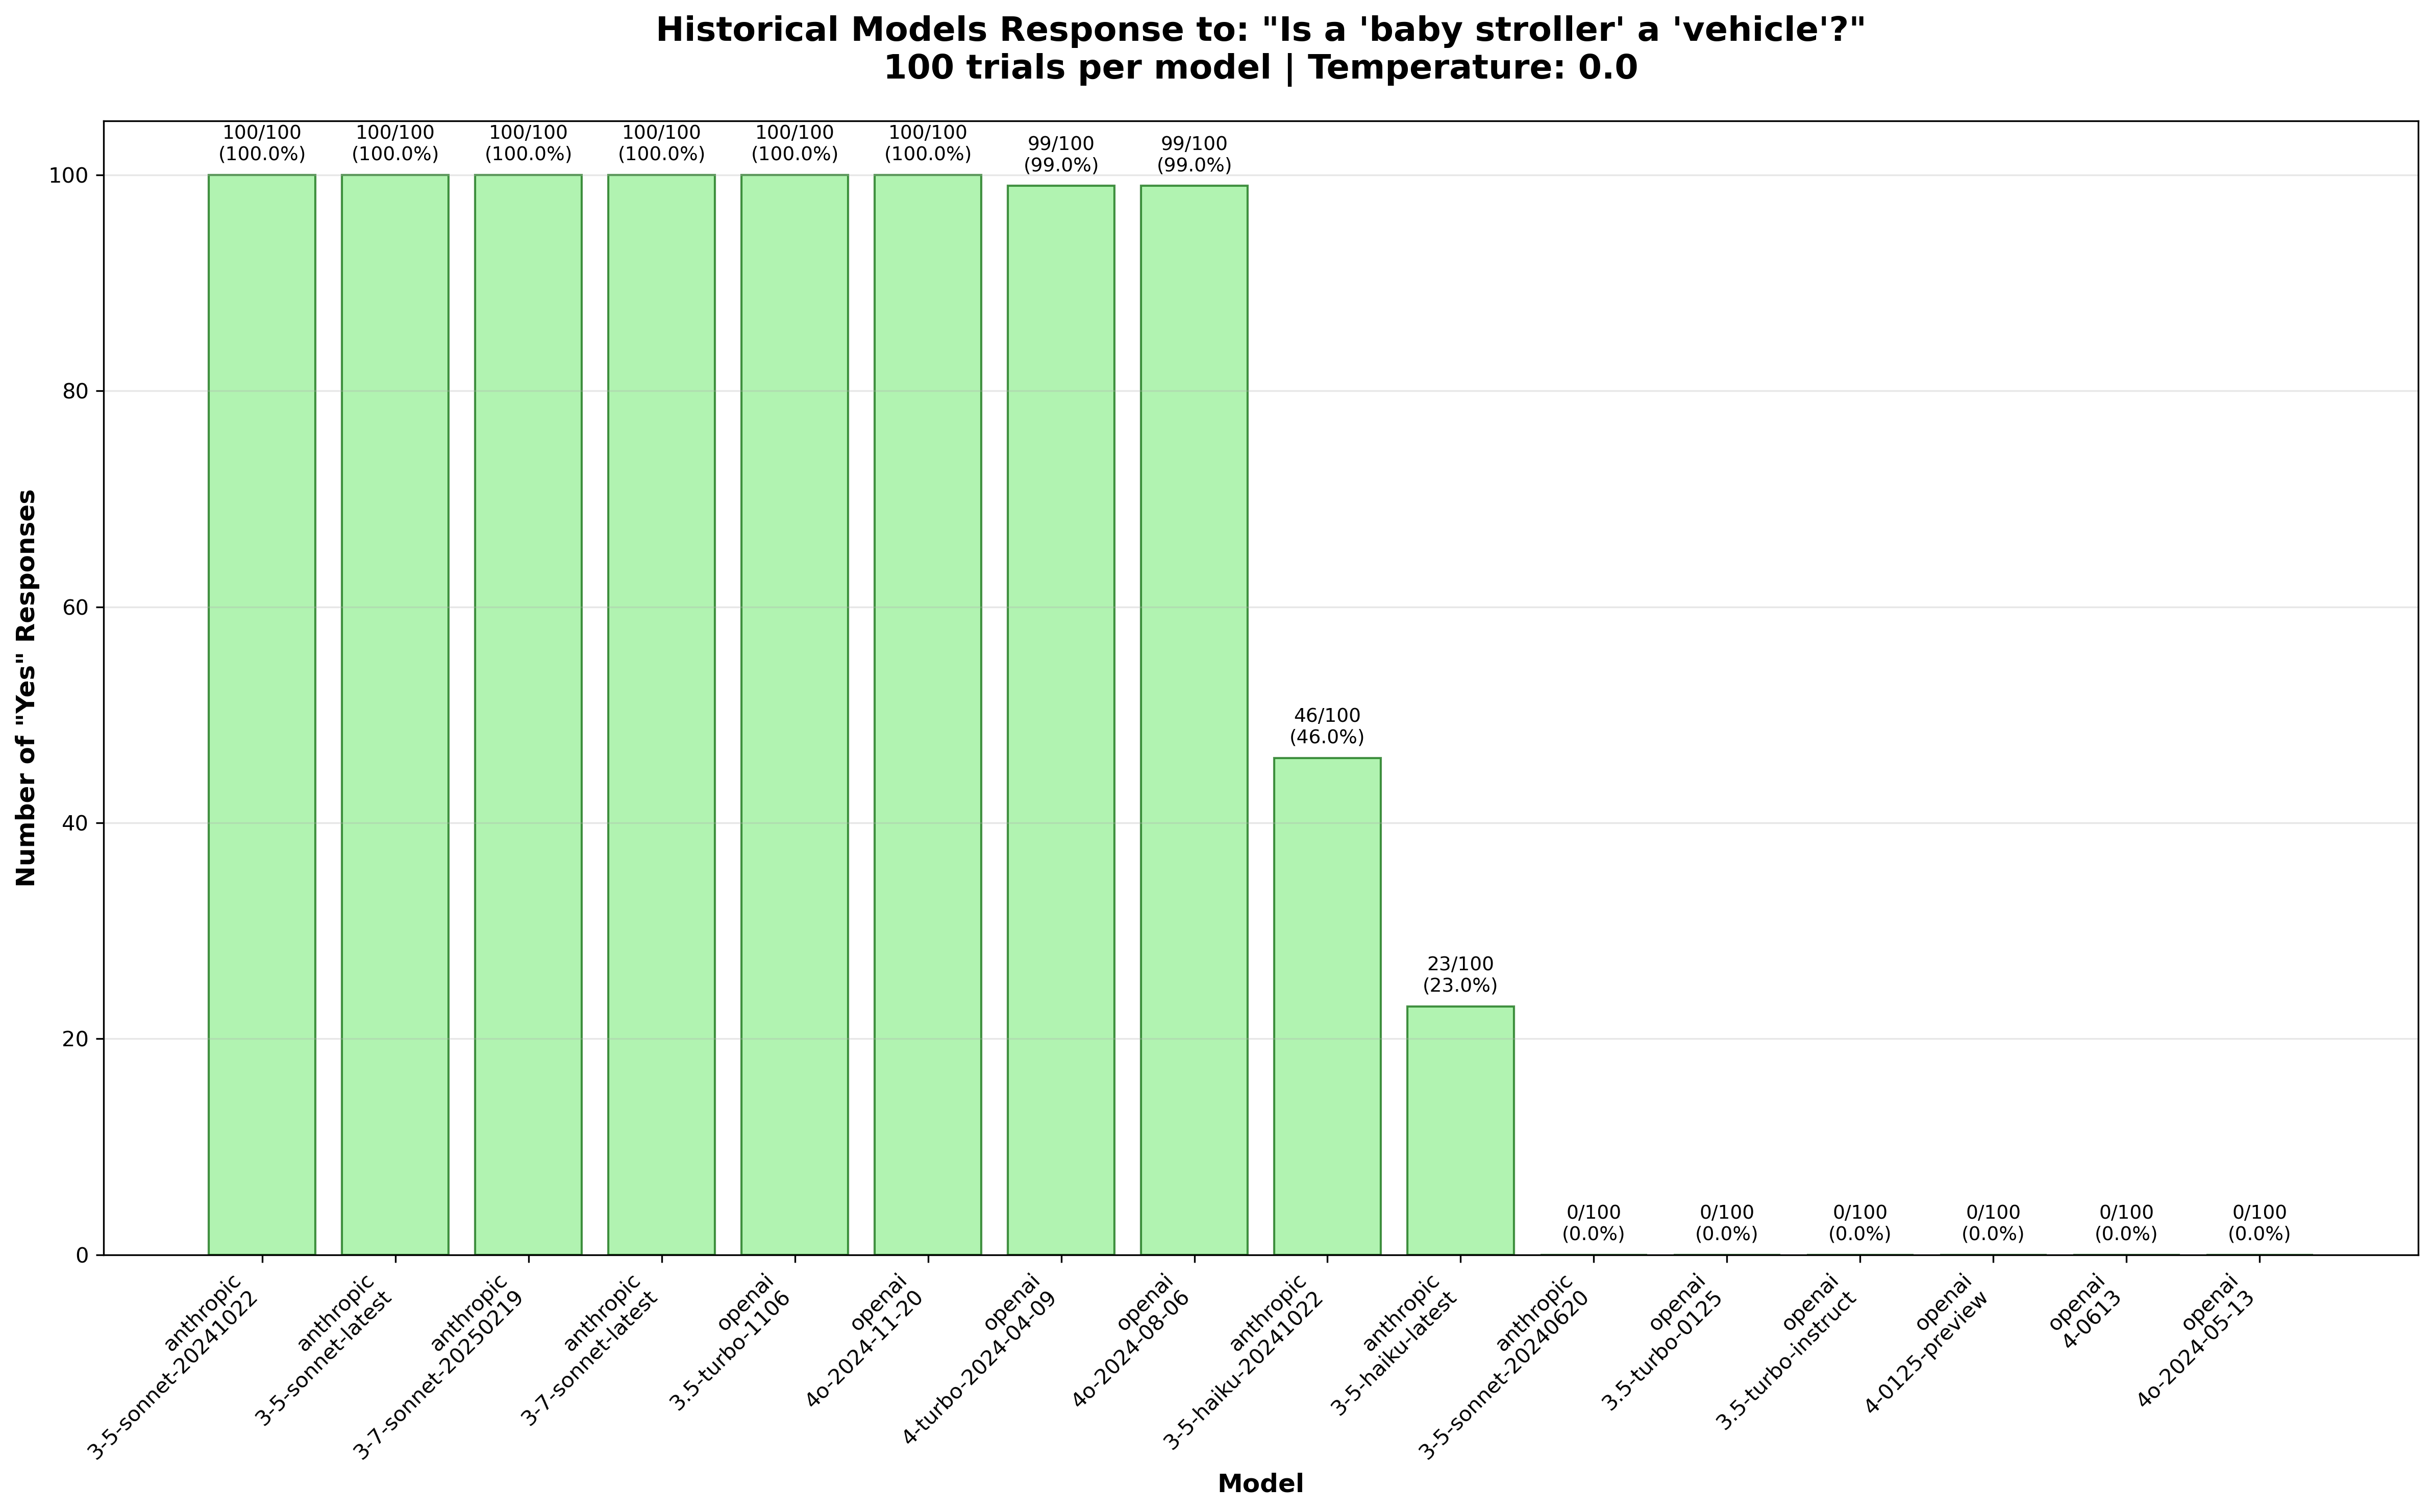 Historical Models Response to: "Is a 'baby stroller' a 'vehicle'?"
100 trials per model | Temperature: 0.0
Number of "Yes" Responses
100
80
60
40
20
0
100/100
(100.0%)
100/100
(100.0%)
100/100
(100.0%)
100/100
(100.0%)
100/100
(100.0%)
100/100
(100.0%)
99/100
(99.0%)
99/100
(99.0%)
46/100
(46.0%)
23/100
(23.0%)
0/100
(0.0%)
0/100
(0.0%)
0/100
(0.0%)
0/100
(0.0%)
0/100
(0.0%)
0/100
(0.0%)
anthropic
3-5-sonnet-20241022
anthropic
3-5-sonnet-latest
anthropic
3-7-sonnet-20250219
anthropic
3-7-sonnet-latest
openai
3.5-turbo-1106
openai
4o-2024-11-20
openai
4-turbo-2024-04-09
openai
4o-2024-08-06
anthropic
3-5-haiku-20241022
anthropic
3-5-haiku-latest
anthropic
3-5-sonnet-20240620
openai
3.5-turbo-0125
openai
3.5-turbo-instruct
openai
4-0125-preview
openai
4-0613
openai
4o-2024-05-13
Model